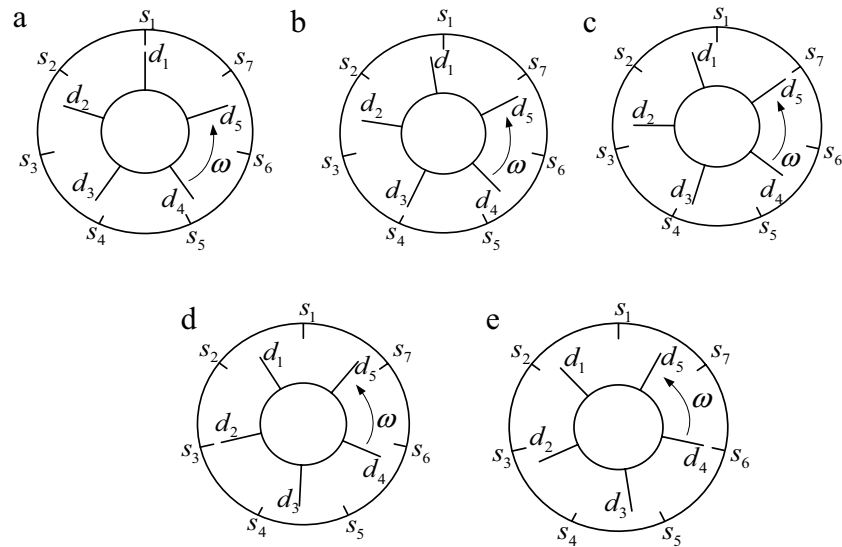 a
s₁
s₂
s₇
d₁
d₂
d₅
s₃
s₆
ω
d₃
d₄
s₄
s₅
b
s₁
s₂
s₇
d₁
d₂
d₅
s₃
s₆
ω
d₃
d₄
s₄
s₅
c
s₁
s₂
s₇
d₁
d₅
d₂
s₃
s₆
ω
d₃
d₄
s₄
s₅
d
s₁
s₂
s₇
d₁
d₅
ω
d₂
s₃
s₆
d₄
d₃
s₄
s₅
e
s₁
s₂
s₇
d₁
d₅
ω
d₂
s₃
s₆
d₄
d₃
s₄
s₅